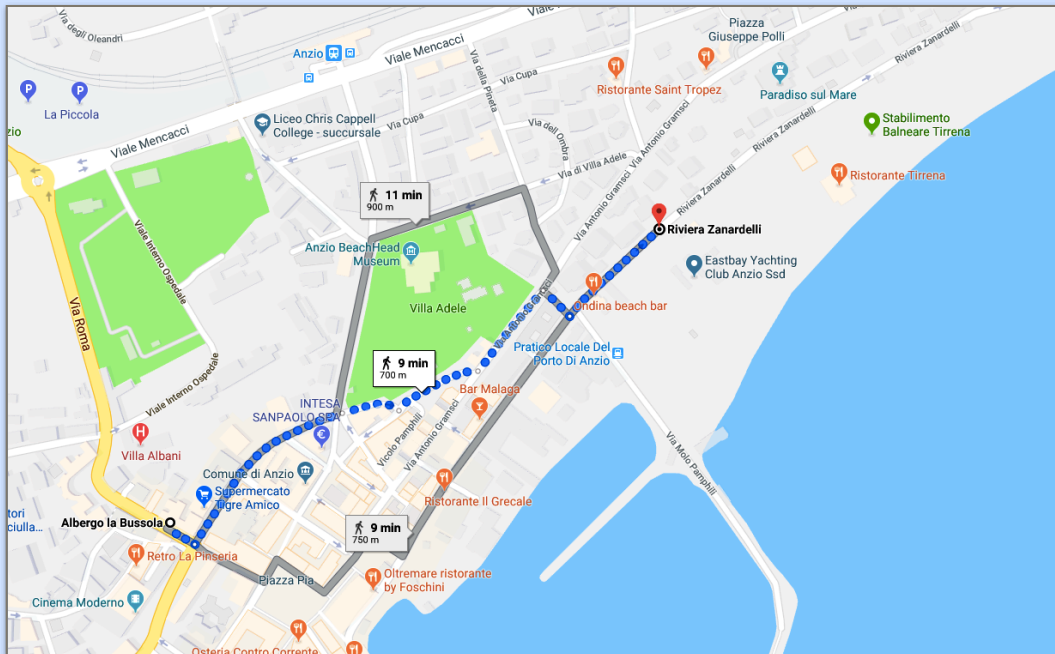 Via degli Oleandri
Viale
Piazza
Giuseppe Polli
Anzio
Viale Mencacci
Riviera Zanardelli
Via della Pineta
Via Cupa
Ristorante Saint Tropez
Paradiso sul Mare
La Piccola
zio
Liceo Chris Cappell
College - succursale
Via Cupa
Via dell Ombra
Via Antonio Gramsci
Riviera Zanardelli
Stabilimento
Balneare Tirrena
Viale Mencacci
Via di Villa Adele
Ristorante Tirrena
11 min
900 m
Via Antonio Gramsci
Riviera Zanardelli
Riviera Zanardelli
Viale Interno Ospedale
Anzio BeachHead
Museum
Eastbay Yachting
Club Anzio Ssd
Villa Adele
Ondina beach bar
Via Roma
Pratico Locale Del
Porto Di Anzio
9 min
700 m
Viale Interno Ospedale
Bar Malaga
INTESA
SANPAOLO SPA
Vicolo Pamphili
Via Antonio Gramsci
H
Villa Albani
Via Molo Pamphili
Comune di Anzio
Supermercato
Tigre Amico
Ristorante Il Grecale
tori
ciulla...
Albergo la Bussola
9 min
750 m
Retro La Pinseria
Piazza Pia
Oltremare ristorante
by Foschini
Cinema Moderno
Osteria Contro Corrente